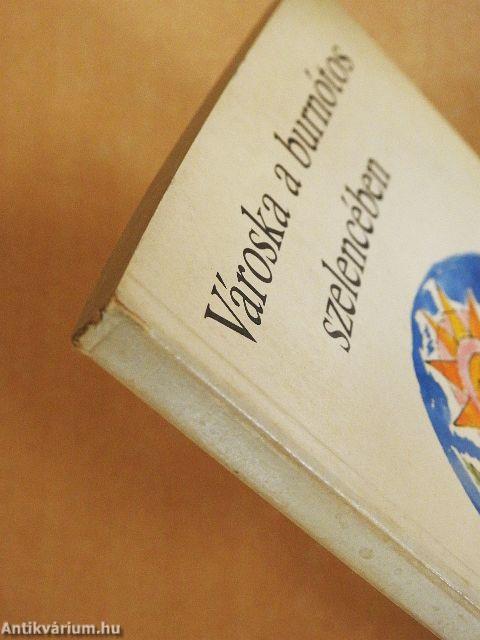 Városka a burnótos
szelencében
Antikvárium.hu